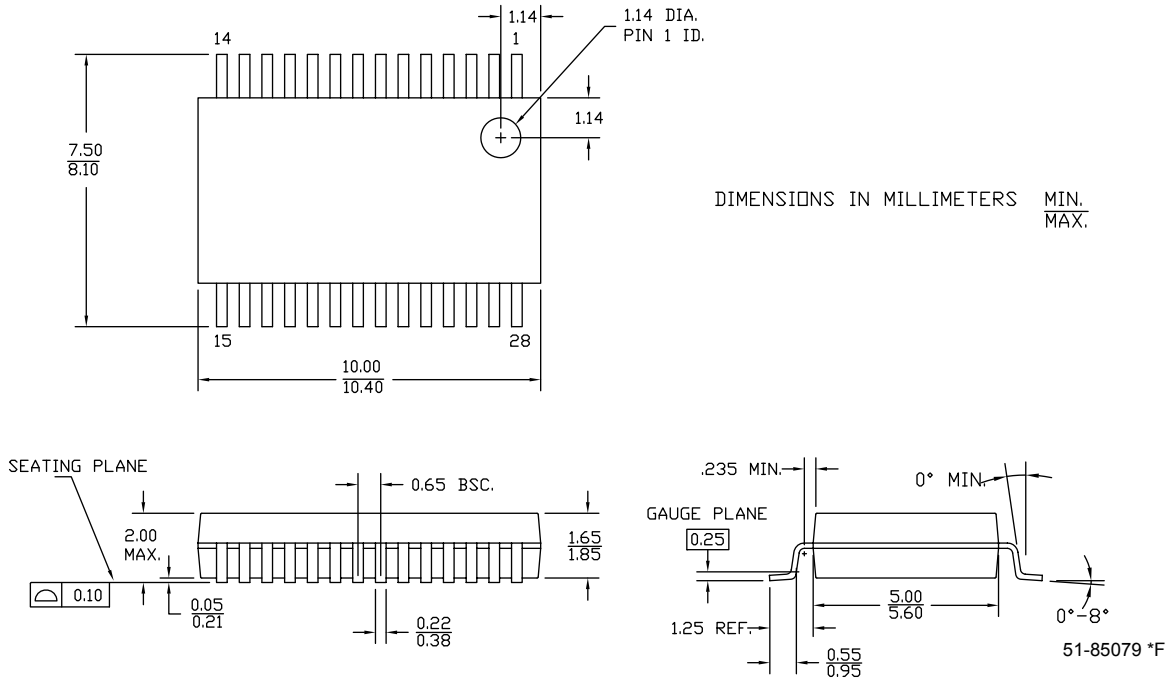 14
1
1.14
1.14 DIA.
PIN 1 ID.
1.14
7.50
8.10
DIMENSIONS IN MILLIMETERS MIN.
MAX.
15
28
10.00
10.40
SEATING PLANE
0.65 BSC.
2.00
MAX.
1.65
1.85
0.10
0.05
0.21
0.22
0.38
.235 MIN.
0° MIN.
GAUGE PLANE
0.25
5.00
5.60
1.25 REF.
0°-8°
0.55
0.95
51-85079 *F